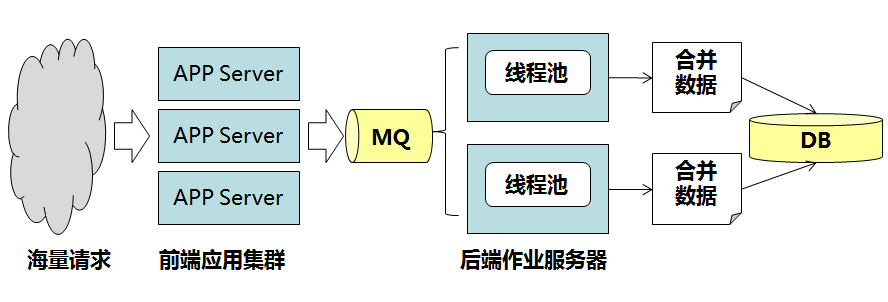 APP Server
APP Server
APP Server
MQ
线程池
线程池
合并
数据
合并
数据
DB
海量请求
前端应用集群
后端作业服务器